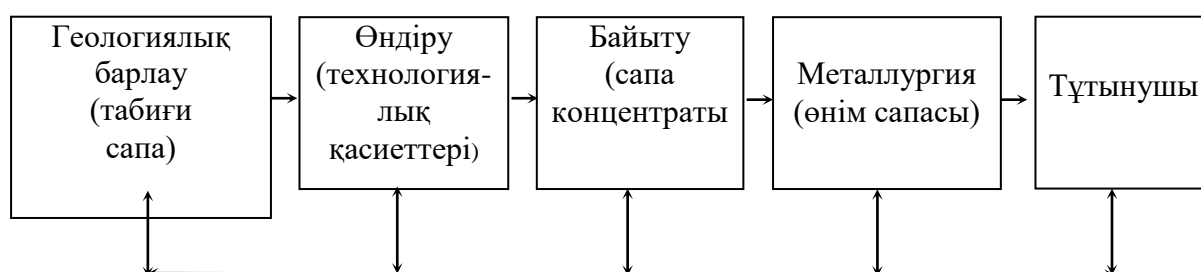 Геологиялық
барлау
(табиғи
сапа)
Өндіру
(технология-
лық
қасиеттері)
Байыту
(сапа
концентраты
Металлургия
(өнім сапасы)
Тұтынушы